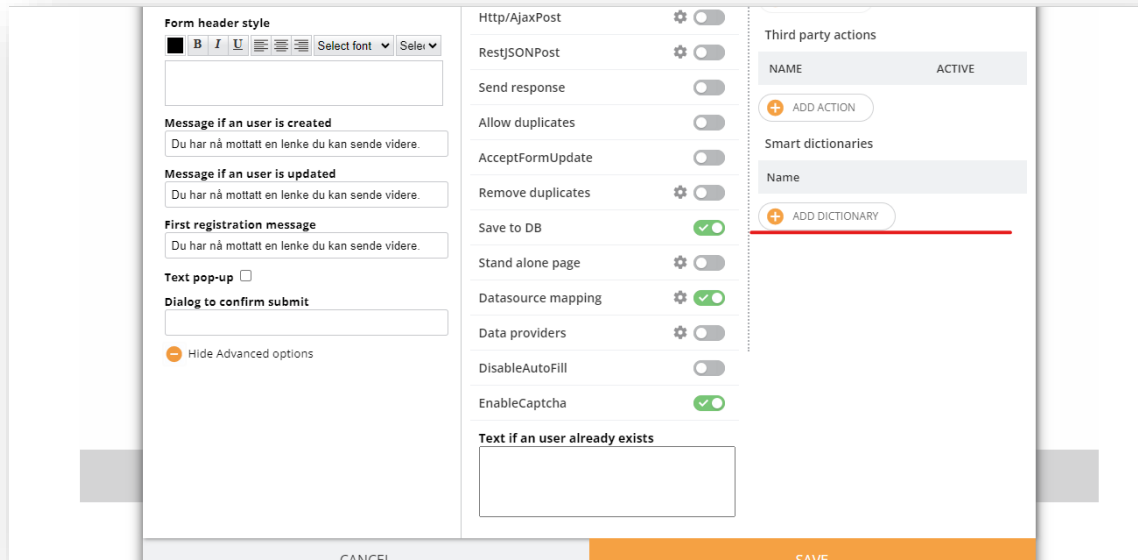 Form header style
B I U Select font Selec
Message if an user is created
Du har nå mottatt en lenke du kan sende videre.
Message if an user is updated
Du har nå mottatt en lenke du kan sende videre.
First registration message
Du har nå mottatt en lenke du kan sende videre.
Text pop-up
Dialog to confirm submit
Hide Advanced options
Http/AjaxPost
RestJSONPost
Send response
Allow duplicates
AcceptFormUpdate
Remove duplicates
Save to DB
Stand alone page
Datasource mapping
Data providers
DisableAutoFill
EnableCaptcha
Text if an user already exists
Third party actions
NAME ACTIVE
ADD ACTION
Smart dictionaries
Name
ADD DICTIONARY
CANCEL SAVE